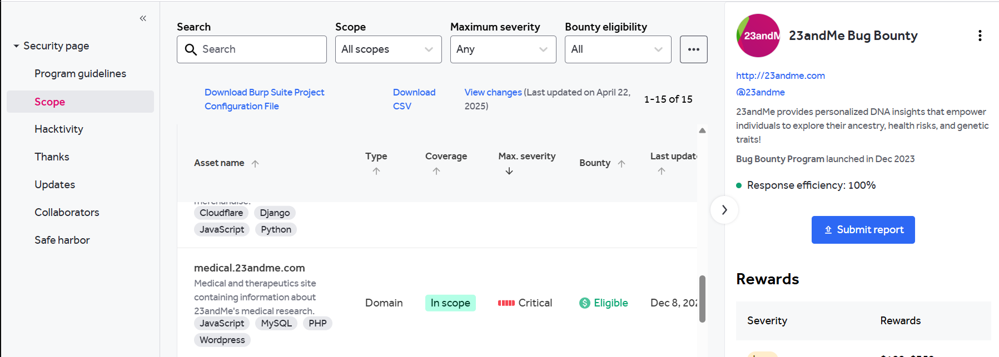 Security page
Program guidelines
Scope
Hacktivity
Thanks
Updates
Collaborators
Safe harbor
Search
Scope
Maximum severity
Bounty eligibility
Search
All scopes
Any
All
Download Burp Suite Project
Configuration File
Download
CSV
View changes (Last updated on April 22,
2025)
1-15 of 15
Asset name
Type
Coverage
Max. severity
Bounty
Last update
merchandise.
Cloudflare
Django
JavaScript
Python
medical.23andme.com
Medical and therapeutics site
containing information about
23andMe's medical research.
JavaScript
MySQL
PHP
Wordpress
Domain
In scope
Critical
Eligible
Dec 8, 202
23andM
23andMe Bug Bounty
http://23andme.com
@23andme
23andMe provides personalized DNA insights that empower
individuals to explore their ancestry, health risks, and genetic
traits!
Bug Bounty Program launched in Dec 2023
Response efficiency: 100%
Submit report
Rewards
Severity
Rewards